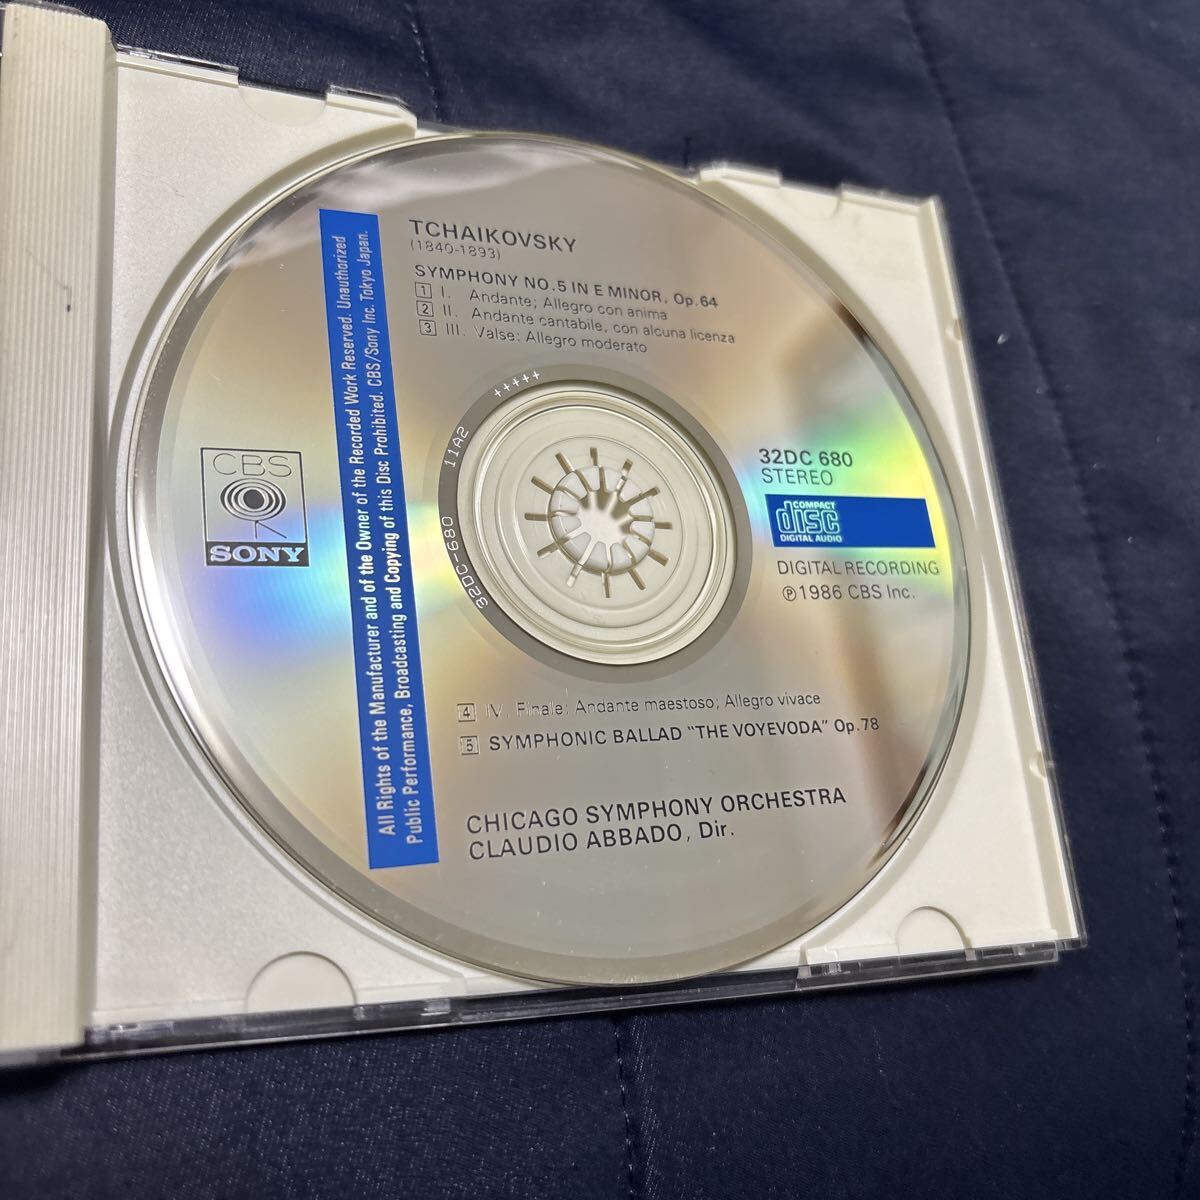 TCHAIKOVSKY
(1840-1893)
SYMPHONY NO.5 IN E MINOR, Op.64
1 I. Andante; Allegro con anima
2 II. Andante cantabile, con alcuna licenza
3 III. Valse: Allegro moderato
All Rights of the Manufacturer and of the Owner of the Recorded Work Reserved. Unauthorized
Public Performance, Broadcasting and Copying of this Disc Prohibited. CBS/Sony Inc. Tokyo Japan.
CBS
SONY
+++++
11A2
32DC-680
32DC 680
STEREO
COMPACT
disc
DIGITAL AUDIO
DIGITAL RECORDING
℗1986 CBS Inc.
4 IV. Finale: Andante maestoso; Allegro vivace
5 SYMPHONIC BALLAD "THE VOYEVODA" Op.78
CHICAGO SYMPHONY ORCHESTRA
CLAUDIO ABBADO, Dir.